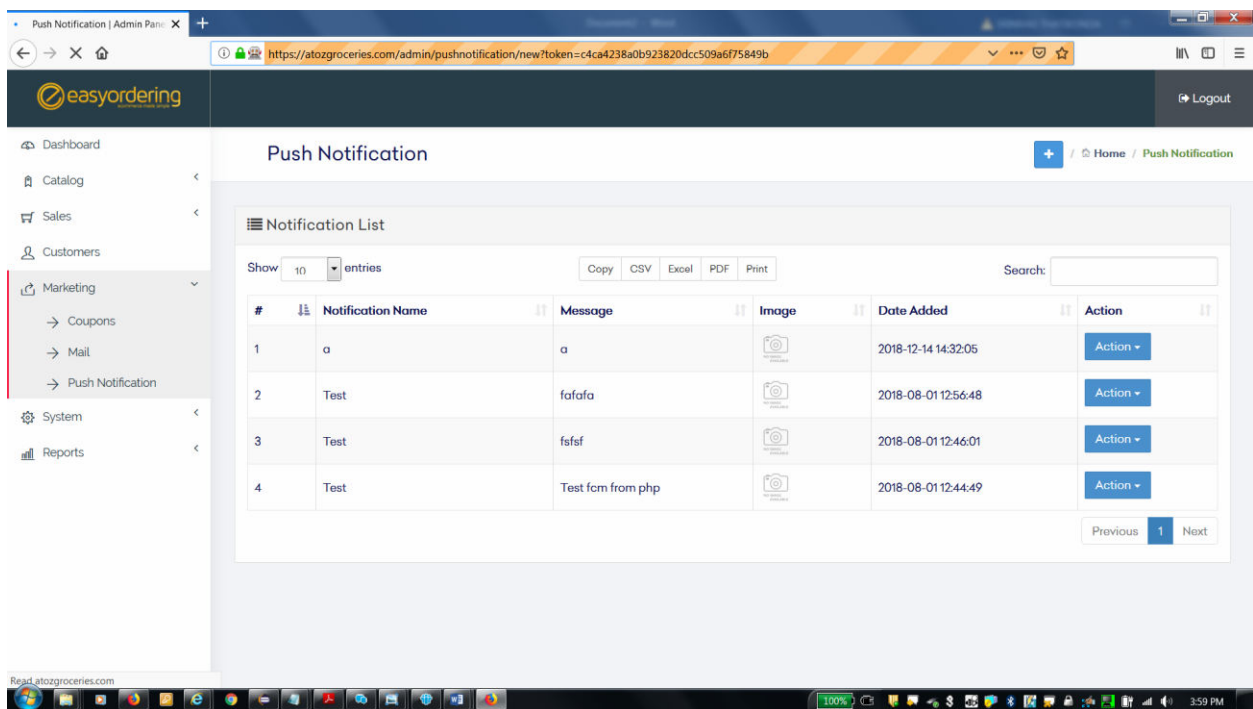 Push Notification | Admin Pane
https://atozgroceries.com/admin/pushnotification/new?token=c4ca4238a0b923820dcc509a6f75849b
easyordering
Logout
Dashboard
Catalog
Sales
Customers
Marketing
Coupons
Mail
Push Notification
System
Reports
Push Notification
+ / Home / Push Notification
Notification List
Show 10 entries
Copy CSV Excel PDF Print
Search:
# Notification Name Message Image Date Added Action
1 a a 2018-12-14 14:32:05 Action
2 Test fafafa 2018-08-01 12:56:48 Action
3 Test fsfsf 2018-08-01 12:46:01 Action
4 Test Test fcm from php 2018-08-01 12:44:49 Action
Previous 1 Next
Read atozgroceries.com
100% 3:59 PM